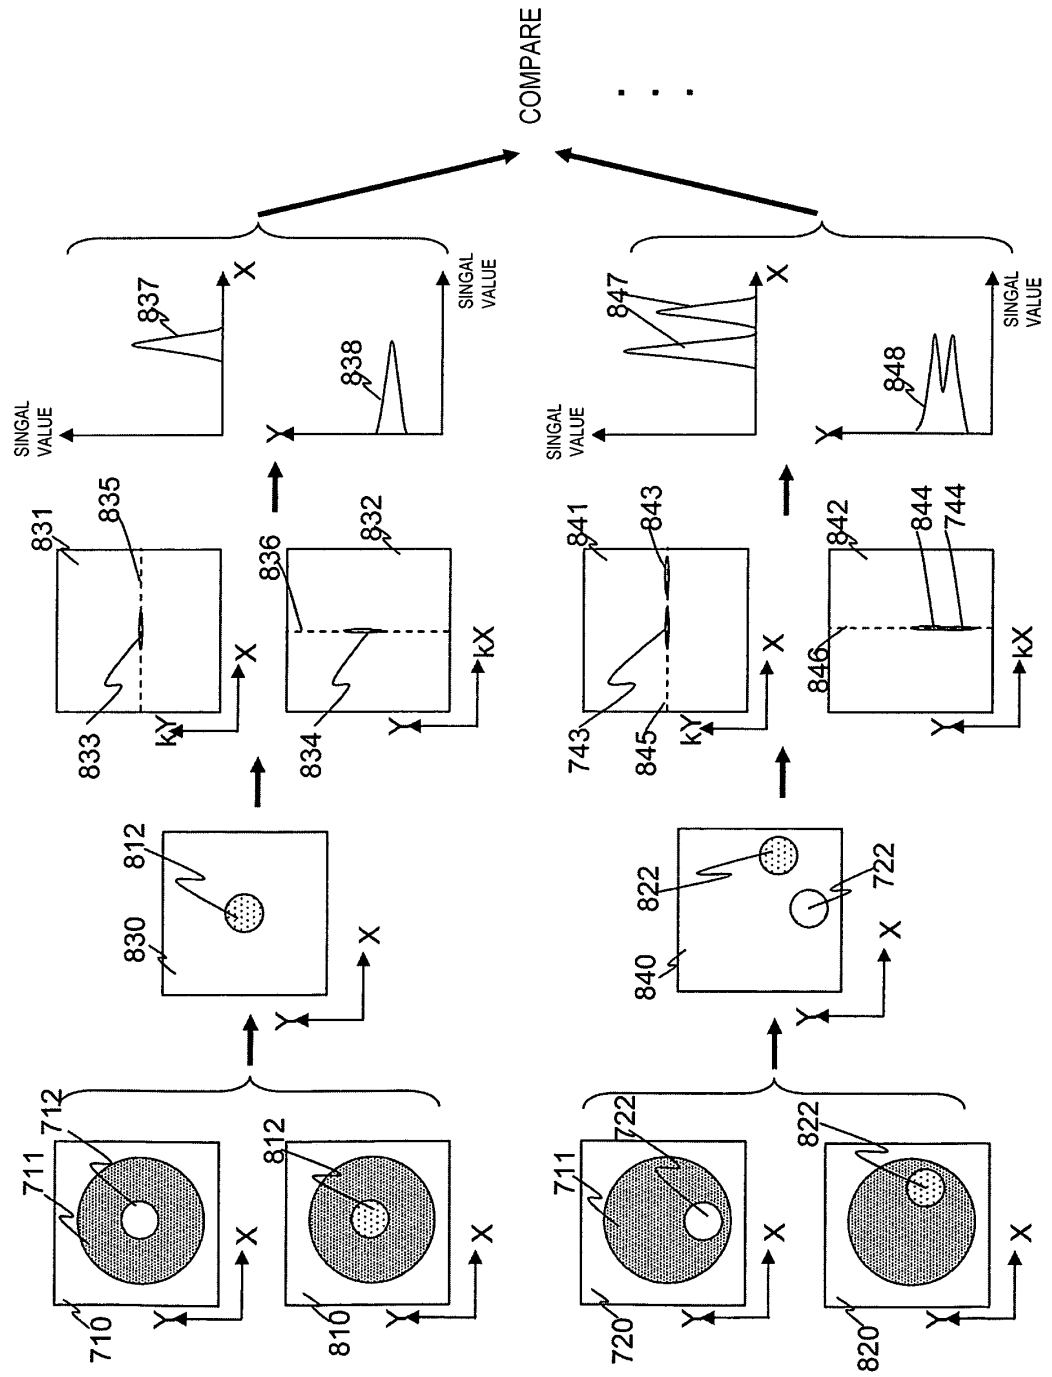 710
711
712
Y
X
810
812
Y
X
830
812
Y
X
831
833
835
kY
X
832
834
836
Y
kX
SINGAL
VALUE
837
X
Y
838
SINGAL
VALUE
COMPARE
. . .
720
711
722
Y
X
820
822
Y
X
840
822
722
Y
X
841
743
843
845
kY
X
842
846
844
744
Y
kX
SINGAL
VALUE
847
X
Y
848
SINGAL
VALUE